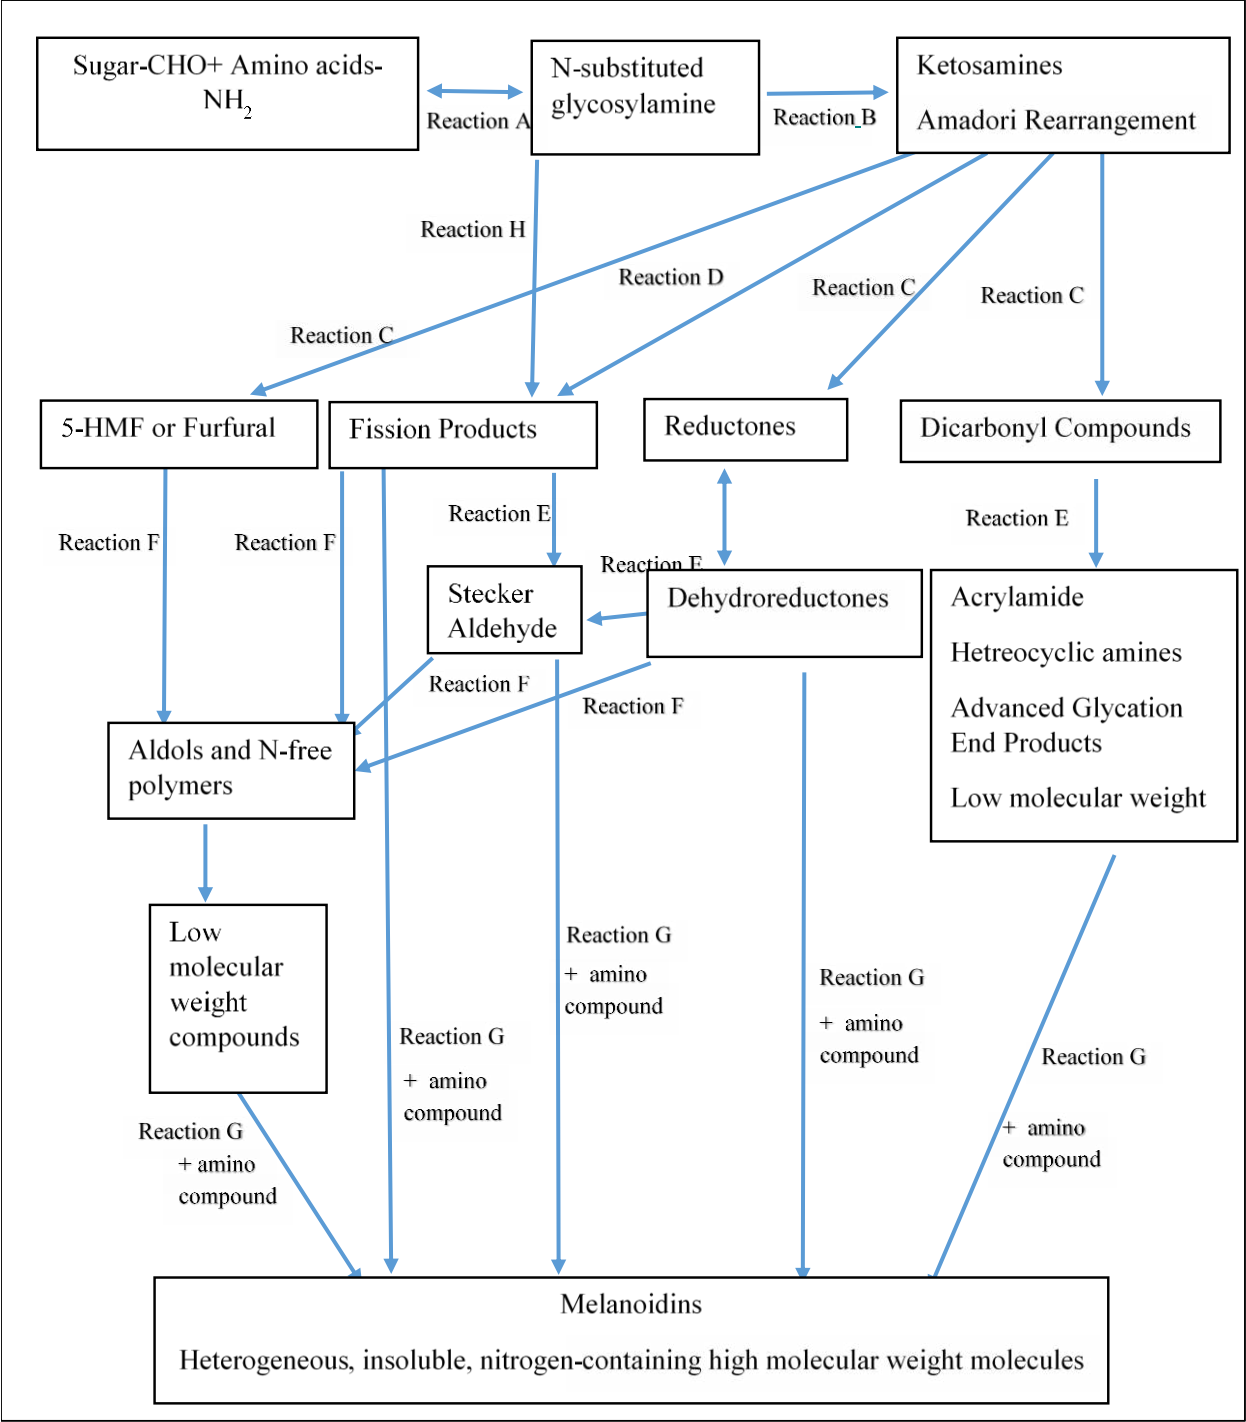 Sugar-CHO+ Amino acids-
NH2
Reaction A
N-substituted
glycosylamine
Reaction B
Ketosamines
Amadori Rearrangement
Reaction H
Reaction D
Reaction C
Reaction C
Reaction C
5-HMF or Furfural
Fission Products
Reductones
Dicarbonyl Compounds
Reaction F
Reaction F
Reaction E
Reaction E
Reaction E
Stecker
Aldehyde
Dehydroreductones
Acrylamide
Hetreocyclic amines
Advanced Glycation
End Products
Low molecular weight
Reaction F
Reaction F
Aldols and N-free
polymers
Low
molecular
weight
compounds
Reaction G
+ amino
compound
Reaction G
+ amino
compound
Reaction G
+ amino
compound
Reaction G
+ amino
compound
Reaction G
+ amino
compound
Melanoidins
Heterogeneous, insoluble, nitrogen-containing high molecular weight molecules